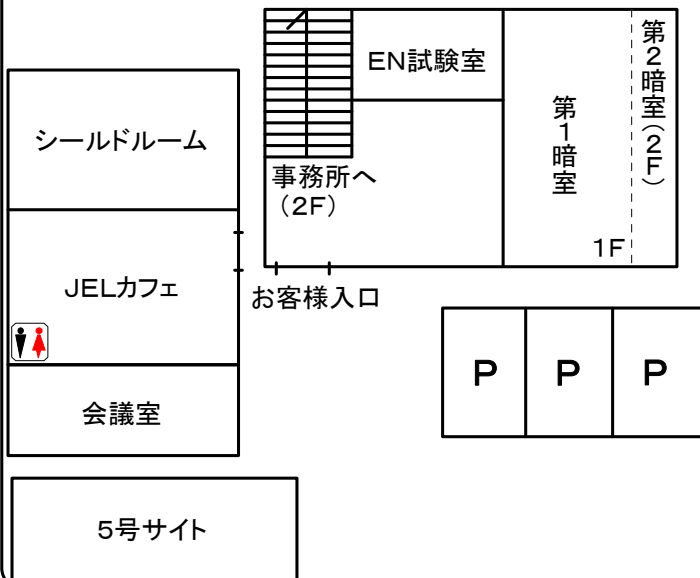 EN試験室
第2暗室(2F)
シールドルーム
第1暗室
事務所へ
(2F)
1F
JELカフェ
お客様入口
P
P
P
会議室
5号サイト